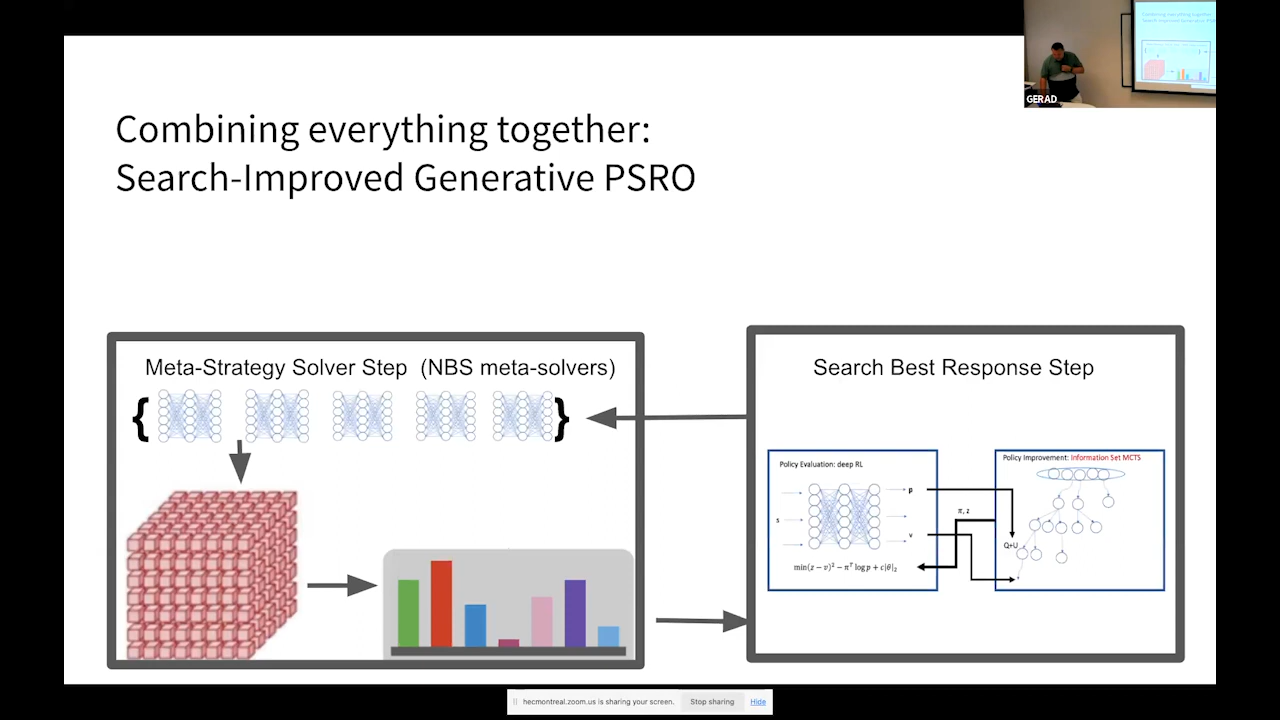 Combining everything together:
Search-Improved Generative PSRO
GERAD
Meta-Strategy Solver Step (NBS meta-solvers)
{ }
Search Best Response Step
Policy Evaluation: deep RL
s
p
v
min(z − v)² − πᵀ log p + c|θ|₂
π, z
Policy Improvement: Information Set MCTS
Q+U
hecmontreal.zoom.us is sharing your screen. Stop sharing Hide